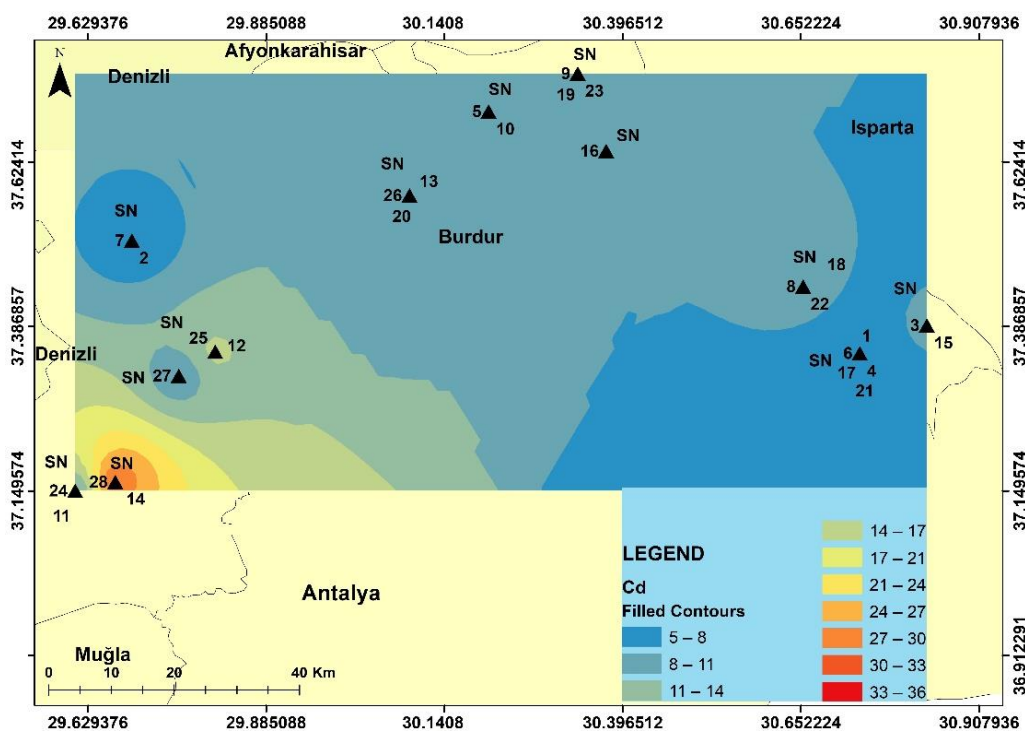 29.629376 29.885088 30.1408 30.396512 30.652224 30.907936
N
Afyonkarahisar
Denizli
SN
9
19 23
SN
5
10
Isparta
SN
16
37.62414 37.62414
SN
13
26
20
SN
7
2
Burdur
SN 18
8
22
SN
3
15
37.386857 37.386857
SN
25
12
Denizli
SN 27
1
6
SN 17 4
21
SN
24
11
SN
28
14
37.149574 37.149574
LEGEND
Cd
Filled Contours
5 – 8
8 – 11
11 – 14
14 – 17
17 – 21
21 – 24
24 – 27
27 – 30
30 – 33
33 – 36
Antalya
Muğla
36.912291
0 10 20 40 Km
29.629376 29.885088 30.1408 30.396512 30.652224 30.907936